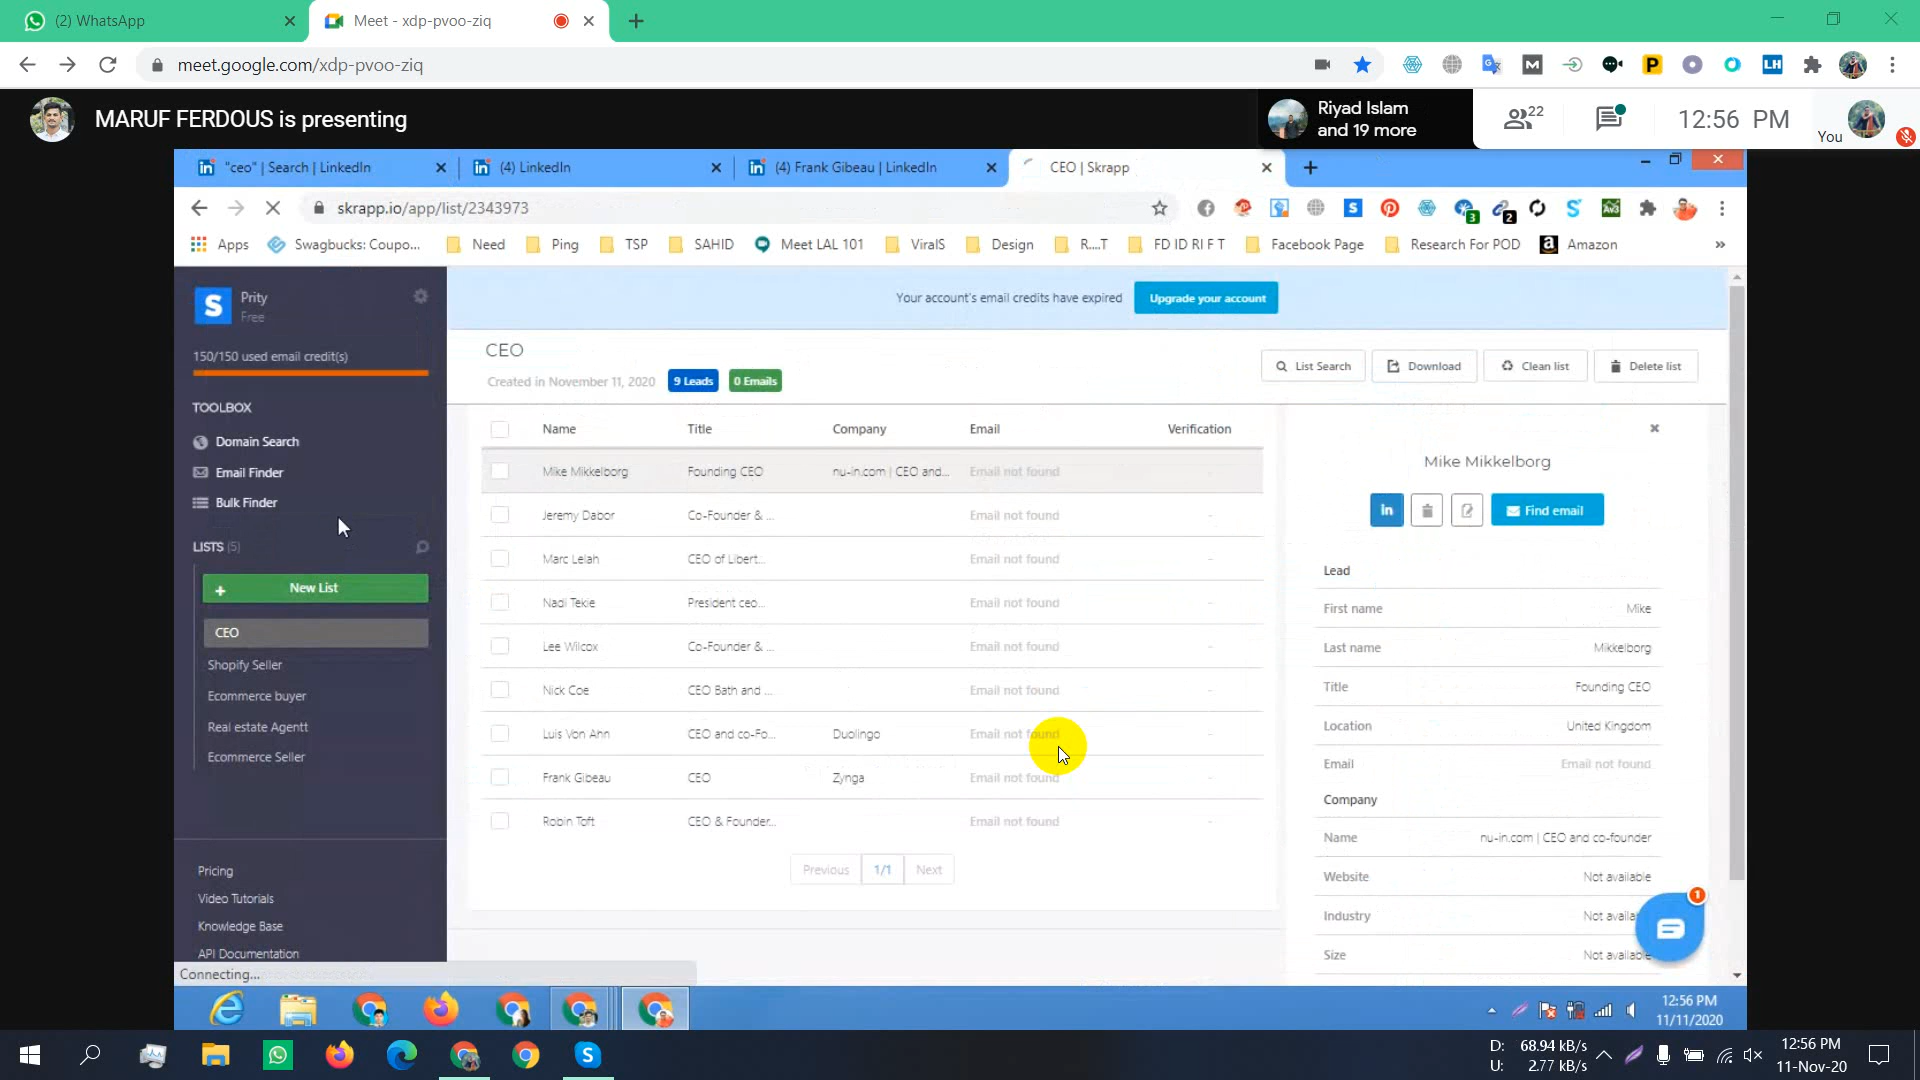 (2) WhatsApp
Meet - xdp-pvoo-ziq
meet.google.com/xdp-pvoo-ziq
MARUF FERDOUS is presenting
Riyad Islam
and 19 more
22
12:56 PM
You
"ceo" | Search | LinkedIn
(4) LinkedIn
(4) Frank Gibeau | LinkedIn
CEO | Skrapp
skrapp.io/app/list/2343973
Apps
Swagbucks: Coupo...
Need
Ping
TSP
SAHID
Meet LAL 101
ViralS
Design
R....T
FD ID RI F T
Facebook Page
Research For POD
Amazon
»
Prity
Free
150/150 used email credit(s)
TOOLBOX
Domain Search
Email Finder
Bulk Finder
LISTS (5)
New List
CEO
Shopify Seller
Ecommerce buyer
Real estate Agentt
Ecommerce Seller
Pricing
Video Tutorials
Knowledge Base
API Documentation
Connecting...
Your account's email credits have expired
Upgrade your account
CEO
Created in November 11, 2020
9 Leads
0 Emails
List Search
Download
Clean list
Delete list
Name Title Company Email Verification
Mike Mikkelborg Founding CEO nu-in.com | CEO and... Email not found -
Jeremy Dabor Co-Founder & ... Email not found -
Marc Lelah CEO of Libert... Email not found -
Nadi Tekie President ceo... Email not found -
Lee Wilcox Co-Founder & ... Email not found -
Nick Coe CEO Bath and ... Email not found -
Luis Von Ahn CEO and co-Fo... Duolingo Email not found -
Frank Gibeau CEO Zynga Email not found -
Robin Toft CEO & Founder... Email not found -
Previous 1/1 Next
Mike Mikkelborg
in
Find email
Lead
First name Mike
Last name Mikkelborg
Title Founding CEO
Location United Kingdom
Email Email not found
Company
Name nu-in.com | CEO and co-founder
Website Not available
Industry Not availa
Size Not available
1
12:56 PM
11/11/2020
D: 68.94 kB/s
U: 2.77 kB/s
12:56 PM
11-Nov-20